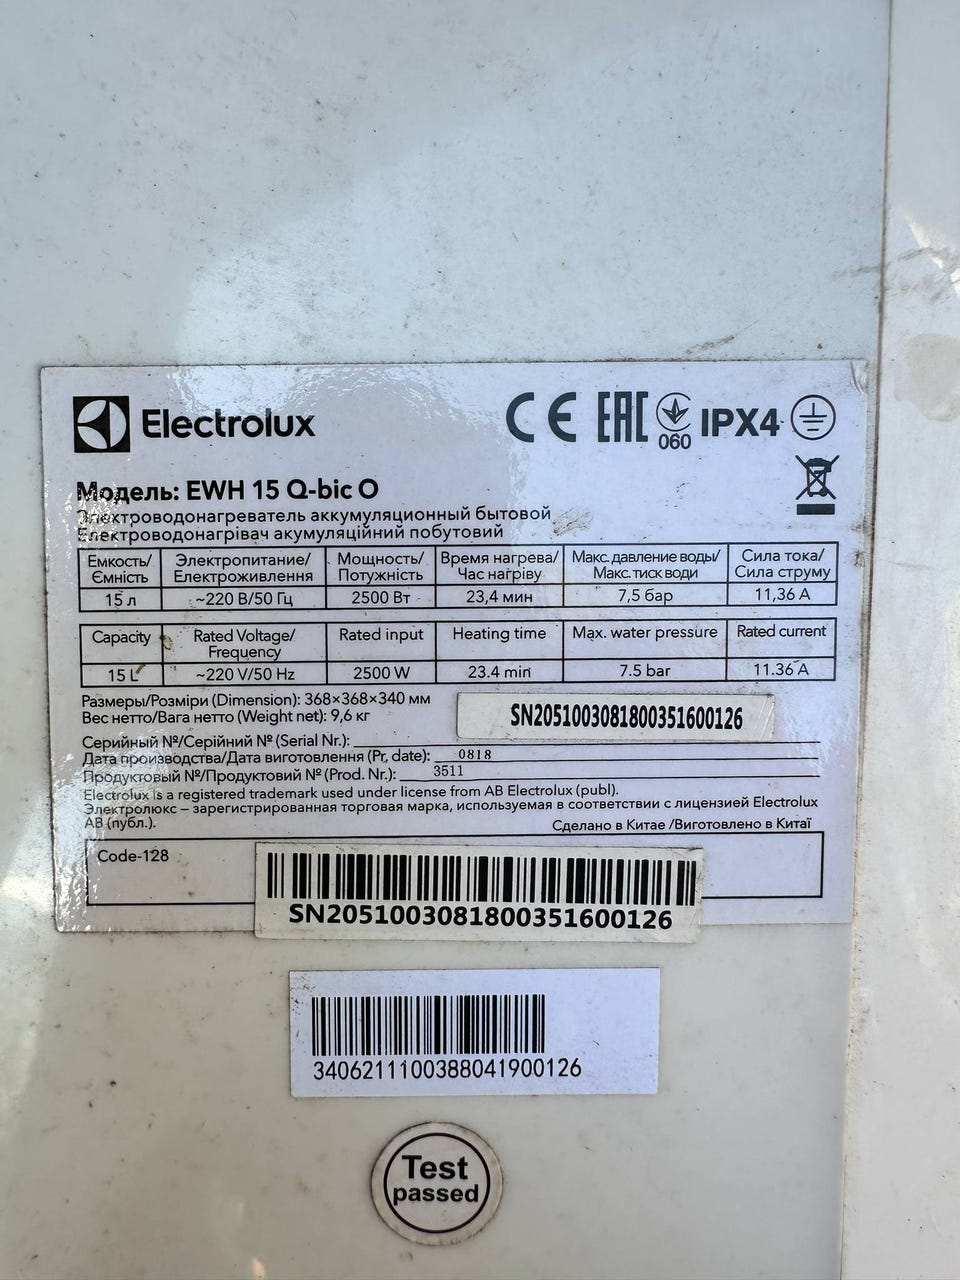 Electrolux
CE EAC 060 IPX4
Модель: EWH 15 Q-bic O
Электроводонагреватель аккумуляционный бытовой
Електроводонагрівач акумуляційний побутовий
Емкость/ Електропитание/ Мощность/ Время нагрева/ Макс. давление воды/ Сила тока/
Ємність Електроживлення Потужність Час нагріву Макс. тиск води Сила струму
15 л ~220 В/50 Гц 2500 Вт 23,4 мин 7,5 бар 11,36 А
Capacity Rated Voltage/ Rated input Heating time Max. water pressure Rated current
Frequency
15 L ~220 V/50 Hz 2500 W 23.4 min 7.5 bar 11.36 A
Размеры/Розміри (Dimension): 368×368×340 мм
Вес нетто/Вага нетто (Weight net): 9,6 кг
SN2051003081800351600126
Серийный №/Серійний № (Serial Nr.):
Дата производства/Дата виготовлення (Pr, date): 0818
Продуктовый №/Продуктовий № (Prod. Nr.): 3511
Electrolux is a registered trademark used under license from AB Electrolux (publ).
Электролюкс – зарегистрированная торговая марка, используемая в соответствии с лицензией Electrolux
AB (публ.).
Сделано в Китае /Виготовлено в Китаї
Code-128
SN2051003081800351600126
3406211100388041900126
Test
passed